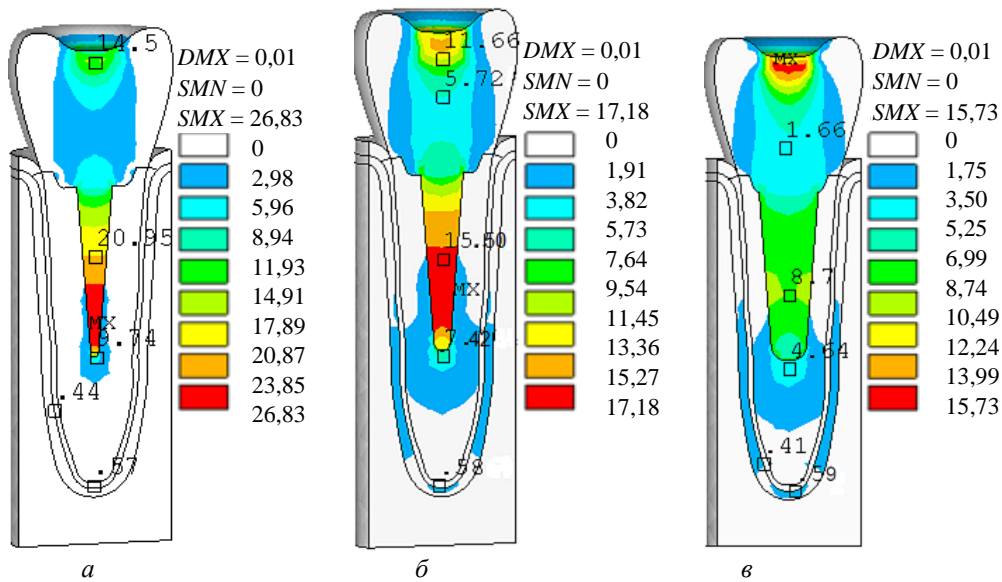 14.5
20.95
MX
9.74
.44
.57
DMX = 0,01
SMN = 0
SMX = 26,83
0
2,98
5,96
8,94
11,93
14,91
17,89
20,87
23,85
26,83
а
11.66
5.72
MX
.58
DMX = 0,01
SMN = 0
SMX = 17,18
0
1,91
3,82
5,73
7,64
9,54
11,45
13,36
15,27
17,18
б
MX
1.66
8.7
4.64
.41
.59
DMX = 0,01
SMN = 0
SMX = 15,73
0
1,75
3,50
5,25
6,99
8,74
10,49
12,24
13,99
15,73
в